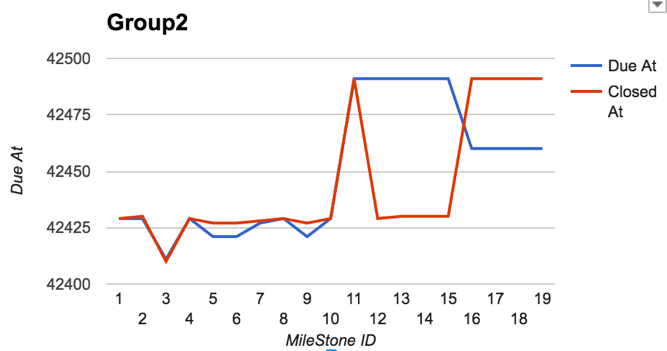 Group2
42500
42475
42450
42425
42400
Due At
1 3 5 7 9 11 13 15 17 19
2 4 6 8 10 12 14 16 18
MileStone ID
Due At
Closed
At